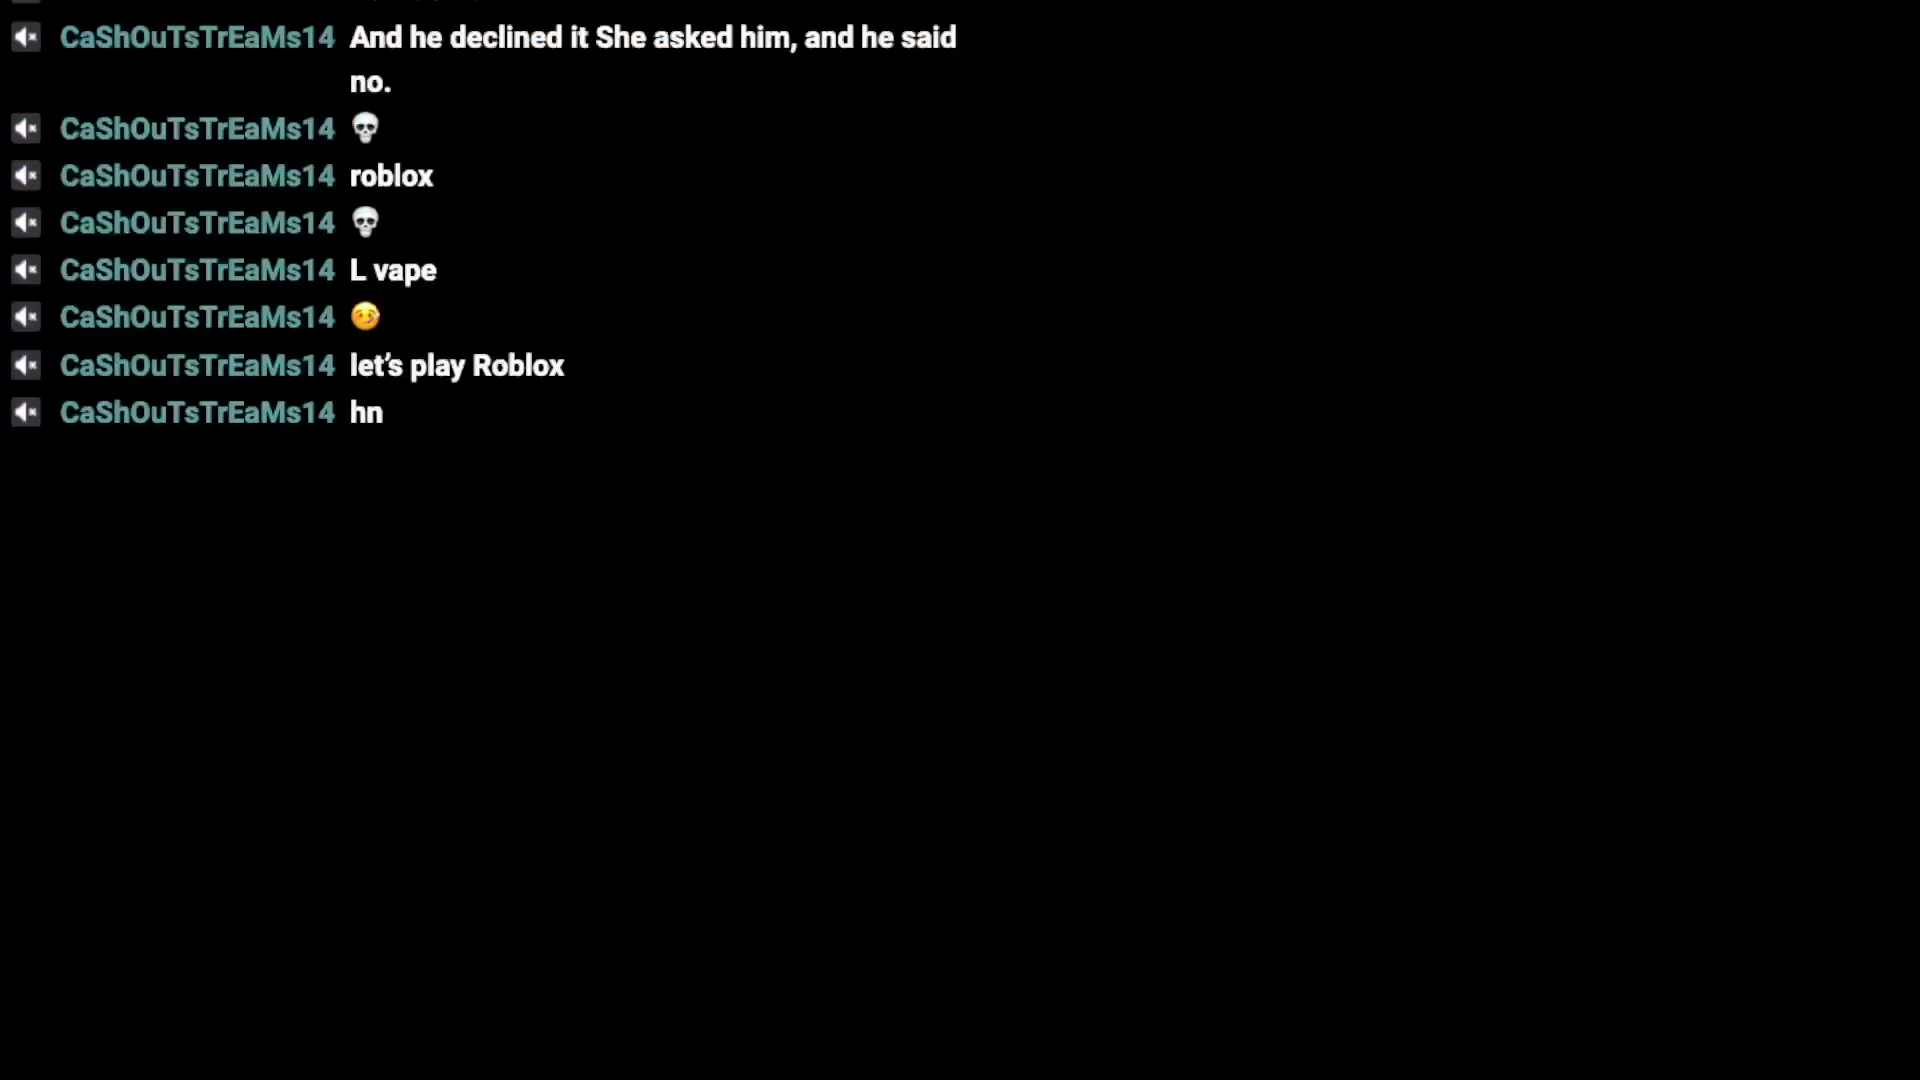 CaShOuTsTrEaMs14 And he declined it She asked him, and he said
no.
CaShOuTsTrEaMs14 💀
CaShOuTsTrEaMs14 roblox
CaShOuTsTrEaMs14 💀
CaShOuTsTrEaMs14 L vape
CaShOuTsTrEaMs14 🤕
CaShOuTsTrEaMs14 let’s play Roblox
CaShOuTsTrEaMs14 hn